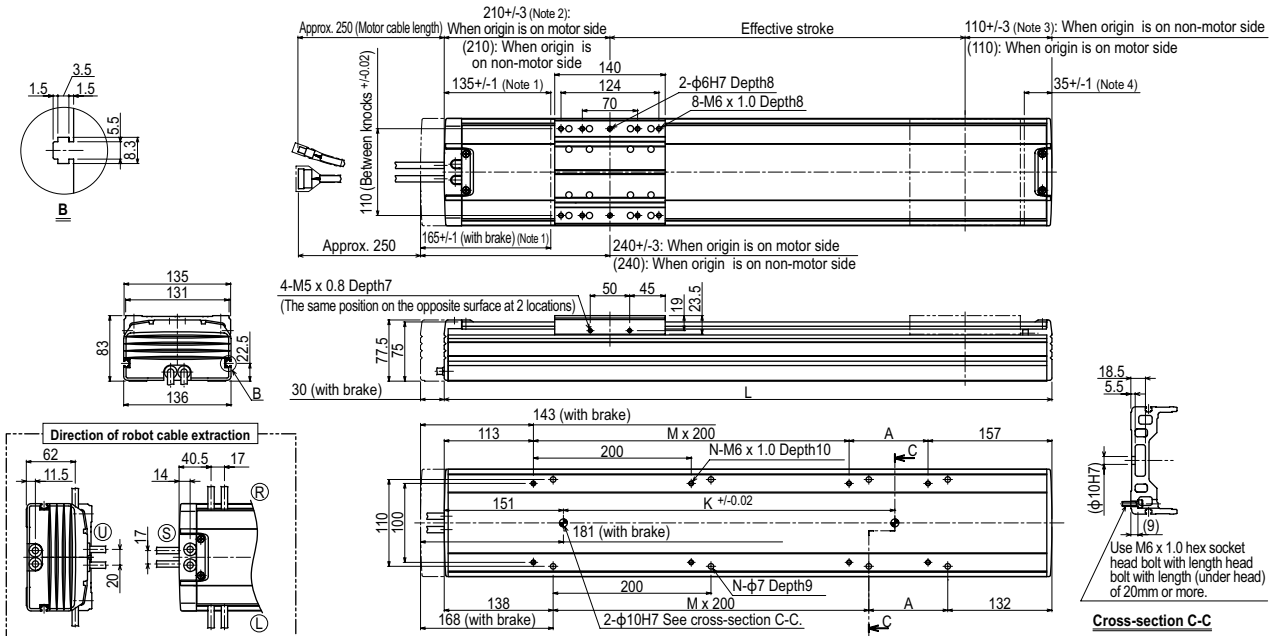 210+/-3 (Note 2):
Approx. 250 (Motor cable length)
When origin is on motor side
(210): When origin is
on non-motor side
Effective stroke
110+/-3 (Note 3): When origin is on non-motor side
(110): When origin is on motor side
3.5
1.5
1.5
5.5
8.3
B
140
135+/-1 (Note 1)
124
70
2-ϕ6H7 Depth8
8-M6 x 1.0 Depth8
35+/-1 (Note 4)
110 (Between knocks +/-0.02)
165+/-1 (with brake) (Note 1)
Approx. 250
240+/-3: When origin is on motor side
(240): When origin is on non-motor side
135
131
83
22.5
136
B
4-M5 x 0.8 Depth7
(The same position on the opposite surface at 2 locations)
50
45
19
23.5
77.5
75
30 (with brake)
L
Direction of robot cable extraction
62
11.5
U
20
40.5
17
14
S
17
R
L
143 (with brake)
113
M x 200
A
157
200
N-M6 x 1.0 Depth10
C
151
K +/-0.02
181 (with brake)
110
100
200
N-ϕ7 Depth9
138
M x 200
A
132
168 (with brake)
2-ϕ10H7 See cross-section C-C.
C
18.5
5.5
(ϕ10H7)
(9)
Use M6 x 1.0 hex socket
head bolt with length head
bolt with length (under head)
of 20mm or more.
Cross-section C-C